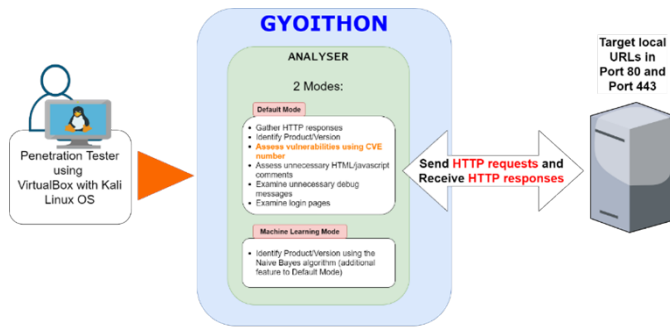 GYOITHON
ANALYSER
2 Modes:
Default Mode
Gather HTTP responses
Identify Product/Version
Assess vulnerabilities using CVE
number
Assess unnecessary HTML/javascript
comments
Examine unnecessary debug
messages
Examine login pages
Machine Learning Mode
Identify Product/Version using the
Naive Bayes algorithm (additional
feature to Default Mode)
Penetration Tester
using
VirtualBox with Kali
Linux OS
Send HTTP requests and
Receive HTTP responses
Target local
URLs in
Port 80 and
Port 443